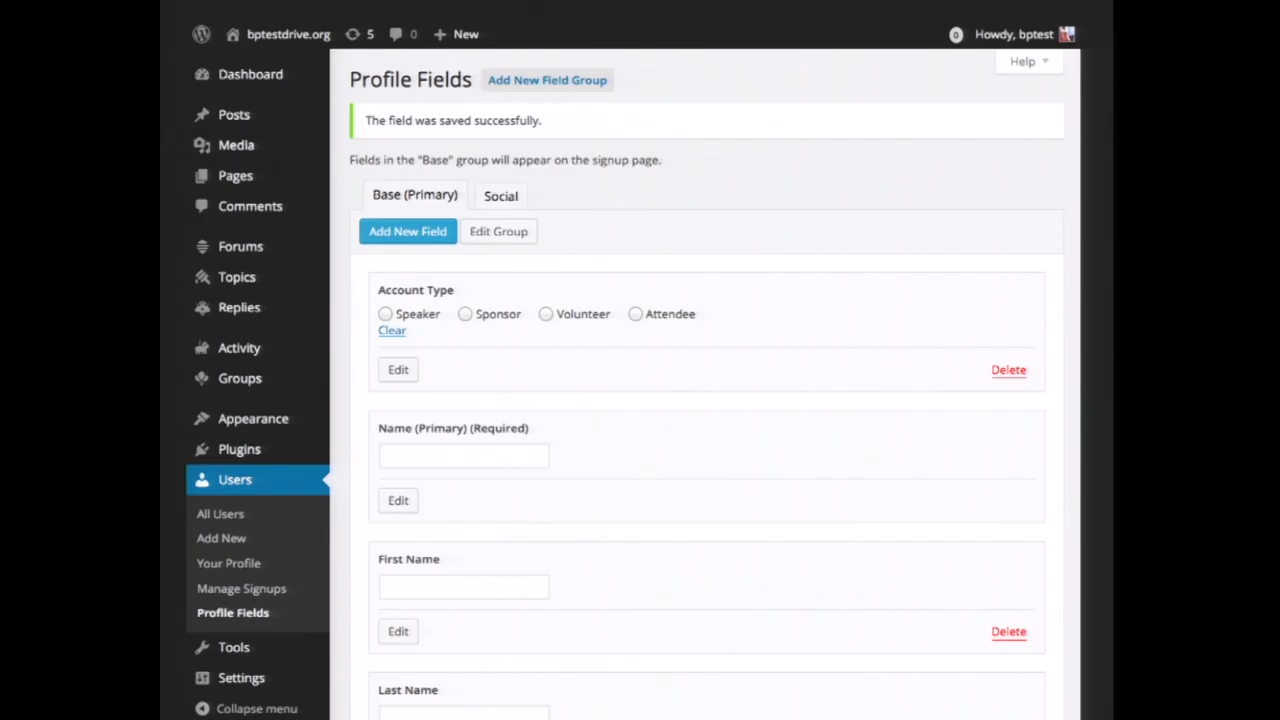 bptestdrive.org 5 0 New 0 Howdy, bptest
Help
Dashboard
Posts
Media
Pages
Comments
Forums
Topics
Replies
Activity
Groups
Appearance
Plugins
Users
All Users
Add New
Your Profile
Manage Signups
Profile Fields
Tools
Settings
Collapse menu
Profile Fields Add New Field Group
The field was saved successfully.
Fields in the "Base" group will appear on the signup page.
Base (Primary) Social
Add New Field Edit Group
Account Type
Speaker Sponsor Volunteer Attendee
Clear
Edit Delete
Name (Primary) (Required)
Edit
First Name
Edit Delete
Last Name